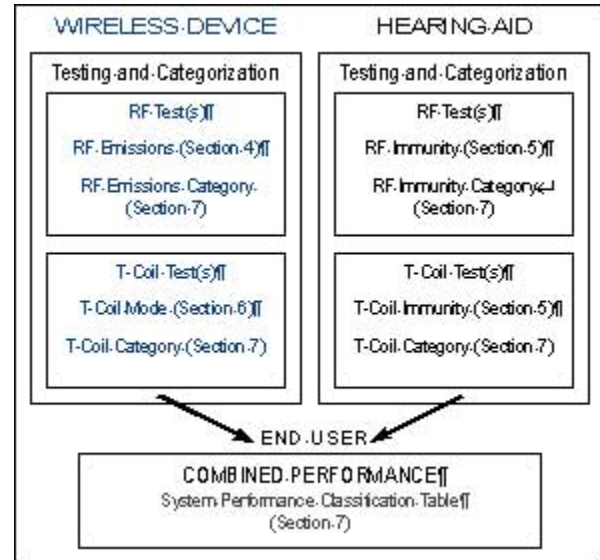 WIRELESS·DEVICE
Testing·and·Categorization
RF·Test(s)¶
RF·Emissions·(Section·4)¶
RF·Emissions·Category·
(Section·7)
T-Coil·Test(s)¶
T-Coil·Mode·(Section·6)¶
T-Coil·Category·(Section·7)
HEARING·AID
Testing·and·Categorization
RF·Test(s)¶
RF·Immunity·(Section·5)¶
RF·Immunity·Category↵
(Section·7)
T-Coil·Test(s)¶
T-Coil·Immunity·(Section·5)¶
T-Coil·Category·(Section·7)
END·USER
COMBINED·PERFORMANCE¶
System·Performance·Classification·Table¶
(Section·7)